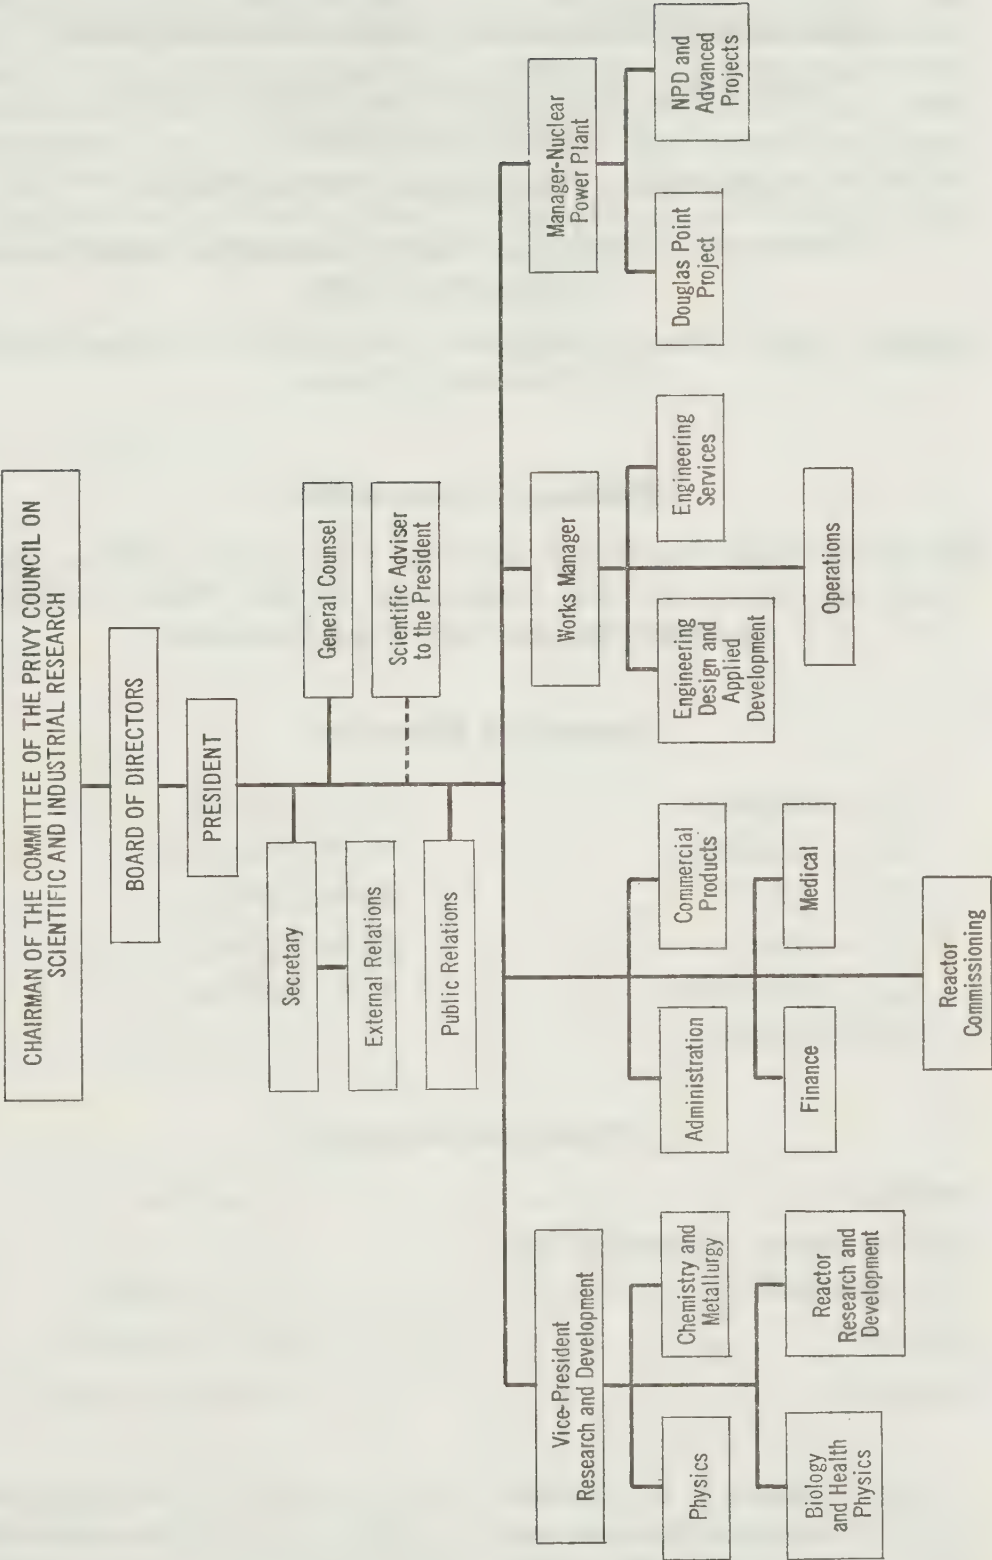 CHAIRMAN OF THE COMMITTEE OF THE PRIVY COUNCIL ON
SCIENTIFIC AND INDUSTRIAL RESEARCH
BOARD OF DIRECTORS
PRESIDENT
Secretary
General Counsel
External Relations
Scientific Adviser
to the President
Public Relations
Vice-President
Research and Development
Physics
Chemistry and
Metallurgy
Biology
and Health
Physics
Reactor
Research and
Development
Administration
Commercial
Products
Finance
Medical
Reactor
Commissioning
Works Manager
Engineering
Design and
Applied
Development
Engineering
Services
Operations
Manager-Nuclear
Power Plant
Douglas Point
Project
NPD and
Advanced
Projects